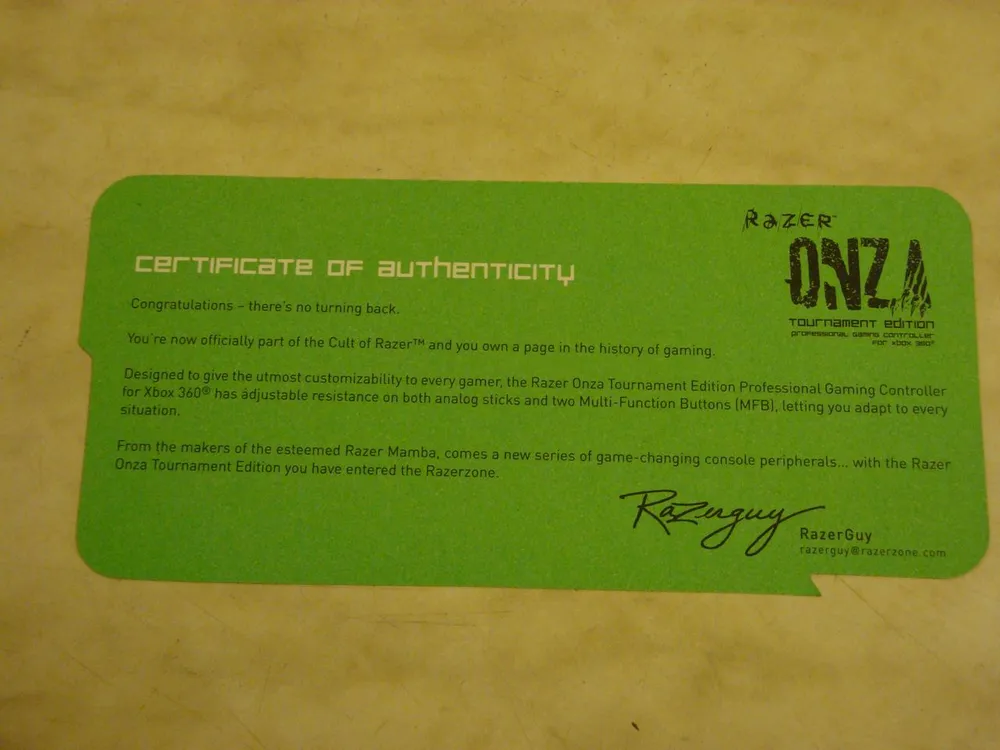 RAZER™
ONZA
TOURNAMENT EDITION
PROFESSIONAL GAMING CONTROLLER
FOR XBOX 360®
CERTIFICATE OF AUTHENTICITY
Congratulations – there's no turning back.
You're now officially part of the Cult of Razer™ and you own a page in the history of gaming.
Designed to give the utmost customizability to every gamer, the Razer Onza Tournament Edition Professional Gaming Controller
for Xbox 360® has adjustable resistance on both analog sticks and two Multi-Function Buttons (MFB), letting you adapt to every
situation.
From the makers of the esteemed Razer Mamba, comes a new series of game-changing console peripherals... with the Razer
Onza Tournament Edition you have entered the Razerzone.
Razerguy
RazerGuy
razerguy@razerzone.com